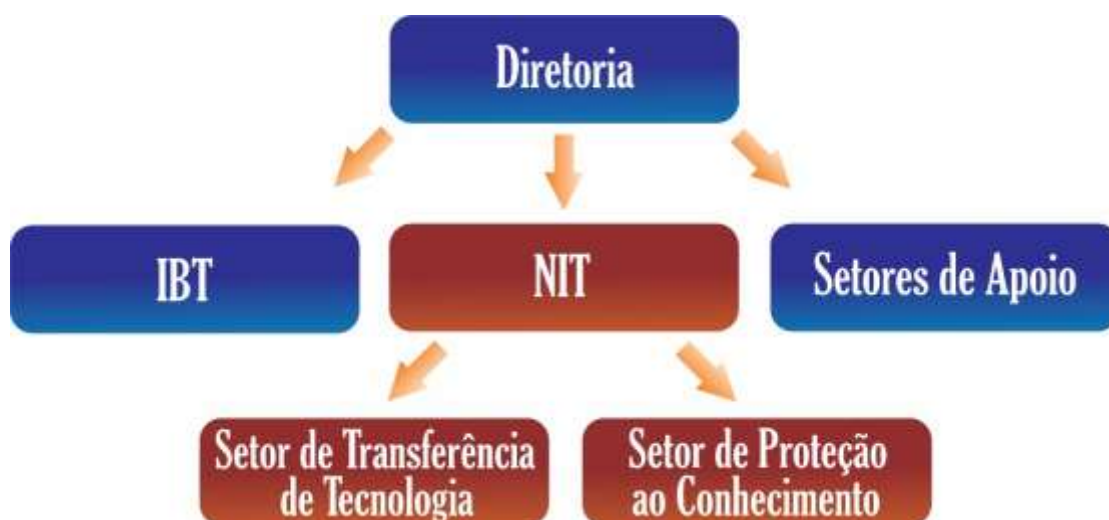 Diretoria
IBT
NIT
Setores de Apoio
Setor de Transferência
de Tecnologia
Setor de Proteção
ao Conhecimento